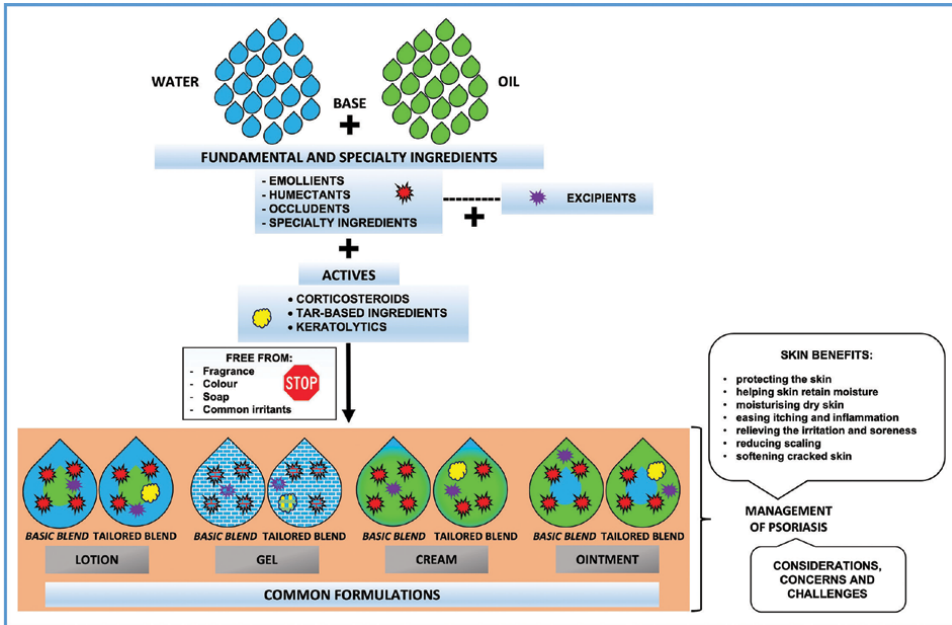 WATER
OIL
BASE
FUNDAMENTAL AND SPECIALTY INGREDIENTS
- EMOLLIENTS
- HUMECTANTS
- OCCLUDENTS
- SPECIALTY INGREDIENTS
EXCIPIENTS
ACTIVES
• CORTICOSTEROIDS
• TAR-BASED INGREDIENTS
• KERATOLYTICS
FREE FROM:
- Fragrance
- Colour
- Soap
- Common irritants
STOP
SKIN BENEFITS:
• protecting the skin
• helping skin retain moisture
• moisturising dry skin
• easing itching and inflammation
• relieving the irritation and soreness
• reducing scaling
• softening cracked skin
BASIC BLEND TAILORED BLEND
LOTION
BASIC BLEND TAILORED BLEND
GEL
BASIC BLEND TAILORED BLEND
CREAM
BASIC BLEND TAILORED BLEND
OINTMENT
COMMON FORMULATIONS
MANAGEMENT
OF PSORIASIS
CONSIDERATIONS,
CONCERNS AND
CHALLENGES